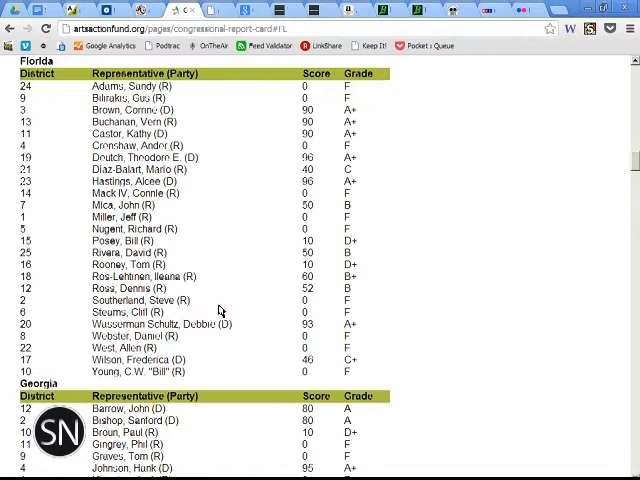 artsactionfund.org/pages/congressional-report-card#FL
Google Analytics Podtrac OnTheAir Feed Validator LinkShare Keep It! Pocket : Queue
Florida
District Representative (Party) Score Grade
24 Adams, Sandy (R) 0 F
9 Bilirakis, Gus (R) 0 F
3 Brown, Corrine (D) 90 A+
13 Buchanan, Vern (R) 90 A+
11 Castor, Kathy (D) 90 A+
4 Crenshaw, Ander (R) 0 F
19 Deutch, Theodore E. (D) 96 A+
21 Diaz-Balart, Mario (R) 40 C
23 Hastings, Alcee (D) 96 A+
14 Mack IV, Connie (R) 0 F
7 Mica, John (R) 50 B
1 Miller, Jeff (R) 0 F
5 Nugent, Richard (R) 0 F
15 Posey, Bill (R) 10 D+
25 Rivera, David (R) 50 B
16 Rooney, Tom (R) 10 D+
18 Ros-Lehtinen, Ileana (R) 60 B+
12 Ross, Dennis (R) 52 B
2 Southerland, Steve (R) 0 F
6 Stearns, Cliff (R) 0 F
20 Wasserman Schultz, Debbie (D) 93 A+
8 Webster, Daniel (R) 0 F
22 West, Allen (R) 0 F
17 Wilson, Frederica (D) 46 C+
10 Young, C.W. "Bill" (R) 0 F
Georgia
District Representative (Party) Score Grade
12 Barrow, John (D) 80 A
2 Bishop, Sanford (D) 80 A
10 Broun, Paul (R) 10 D+
11 Gingrey, Phil (R) 0 F
9 Graves, Tom (R) 0 F
4 Johnson, Hank (D) 95 A+
SN